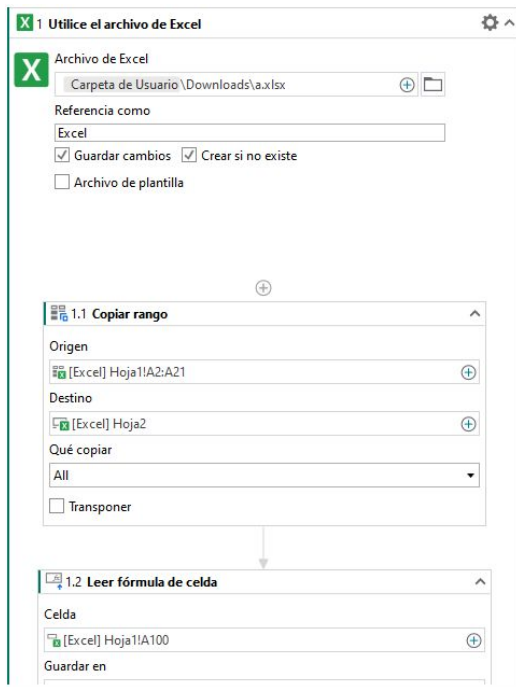 1 Utilice el archivo de Excel
Archivo de Excel
Carpeta de Usuario\Downloads\a.xlsx
Referencia como
Excel
Guardar cambios Crear si no existe
Archivo de plantilla
1.1 Copiar rango
Origen
[Excel] Hoja1!A2:A21
Destino
[Excel] Hoja2
Qué copiar
All
Transponer
1.2 Leer fórmula de celda
Celda
[Excel] Hoja1!A100
Guardar en